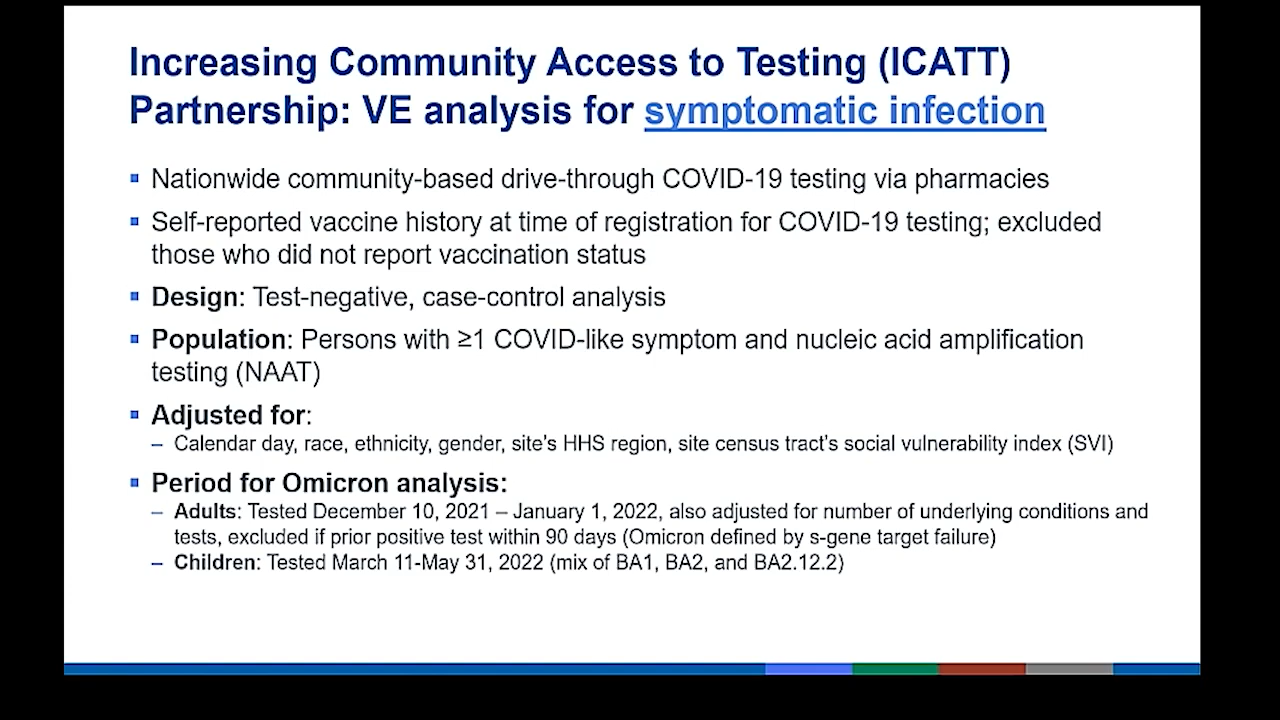 Increasing Community Access to Testing (ICATT)
Partnership: VE analysis for symptomatic infection
▪ Nationwide community-based drive-through COVID-19 testing via pharmacies
▪ Self-reported vaccine history at time of registration for COVID-19 testing; excluded
those who did not report vaccination status
▪ Design: Test-negative, case-control analysis
▪ Population: Persons with ≥1 COVID-like symptom and nucleic acid amplification
testing (NAAT)
▪ Adjusted for:
– Calendar day, race, ethnicity, gender, site's HHS region, site census tract's social vulnerability index (SVI)
▪ Period for Omicron analysis:
– Adults: Tested December 10, 2021 – January 1, 2022, also adjusted for number of underlying conditions and
tests, excluded if prior positive test within 90 days (Omicron defined by s-gene target failure)
– Children: Tested March 11-May 31, 2022 (mix of BA1, BA2, and BA2.12.2)